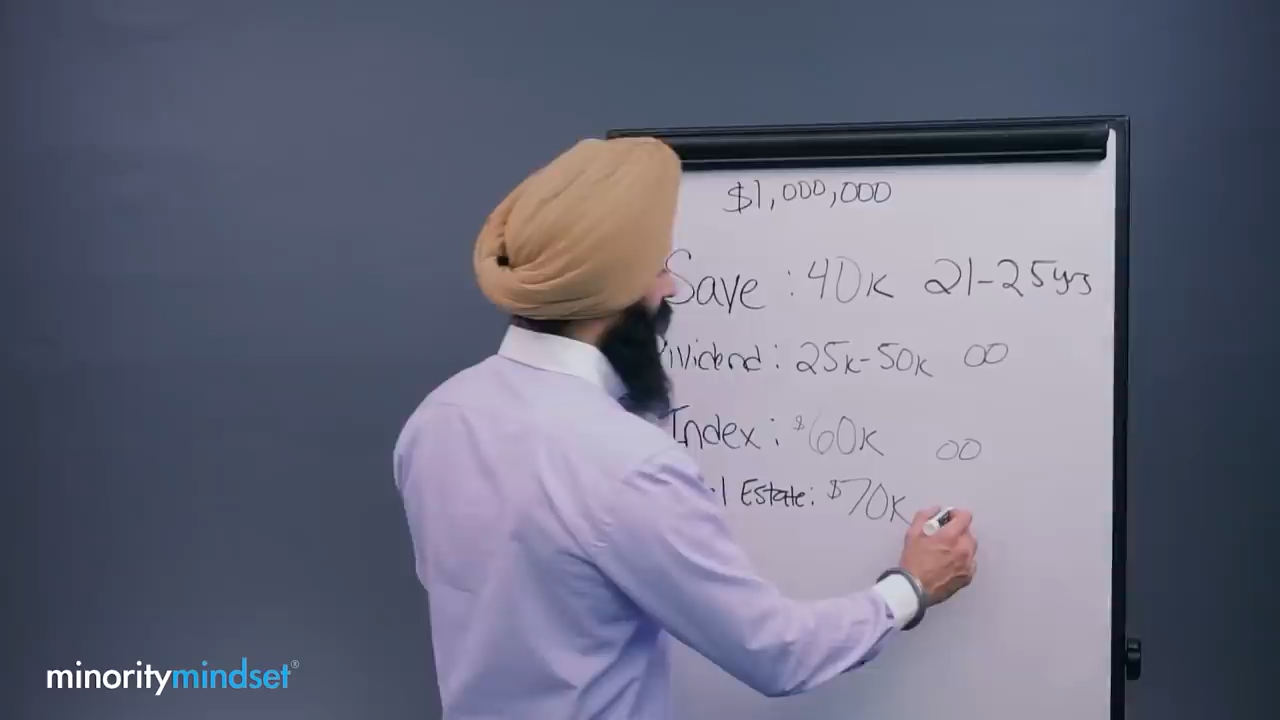 $1,000,000
Save : 40K 21-25yrs
ividend : 25K-50K ∞
Index : $60K ∞
l Estate: $70K
minoritymindset®